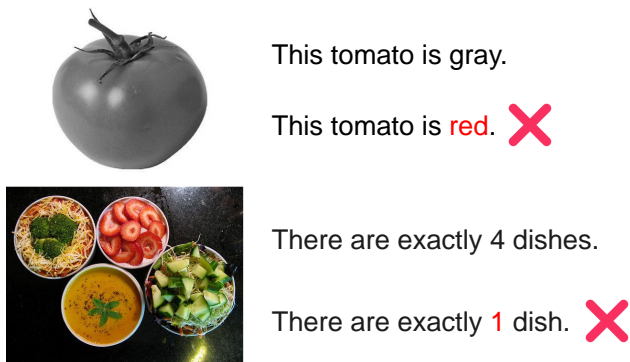 This tomato is gray.
This tomato is red.
There are exactly 4 dishes.
There are exactly 1 dish.